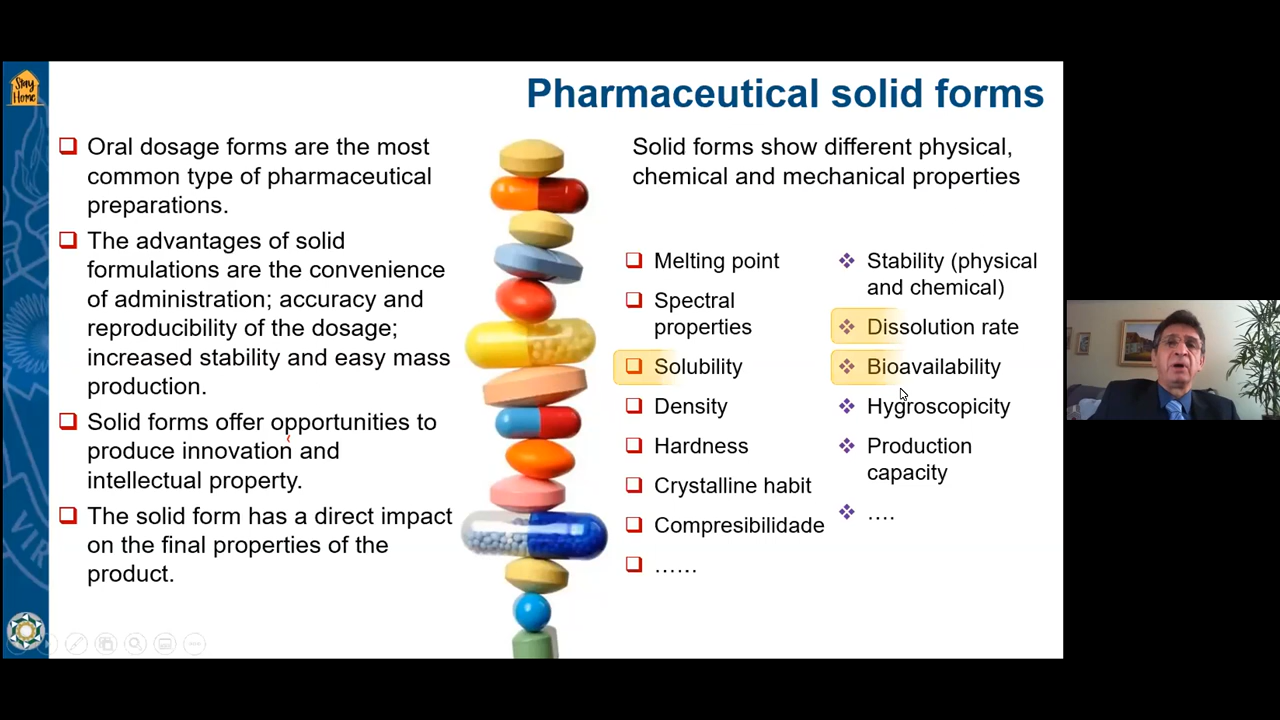 Stay
Home
Pharmaceutical solid forms
Oral dosage forms are the most
common type of pharmaceutical
preparations.
The advantages of solid
formulations are the convenience
of administration; accuracy and
reproducibility of the dosage;
increased stability and easy mass
production.
Solid forms offer opportunities to
produce innovation and
intellectual property.
The solid form has a direct impact
on the final properties of the
product.
Solid forms show different physical,
chemical and mechanical properties
Melting point
Spectral
properties
Solubility
Density
Hardness
Crystalline habit
Compresibilidade
……
Stability (physical
and chemical)
Dissolution rate
Bioavailability
Hygroscopicity
Production
capacity
….
VIR